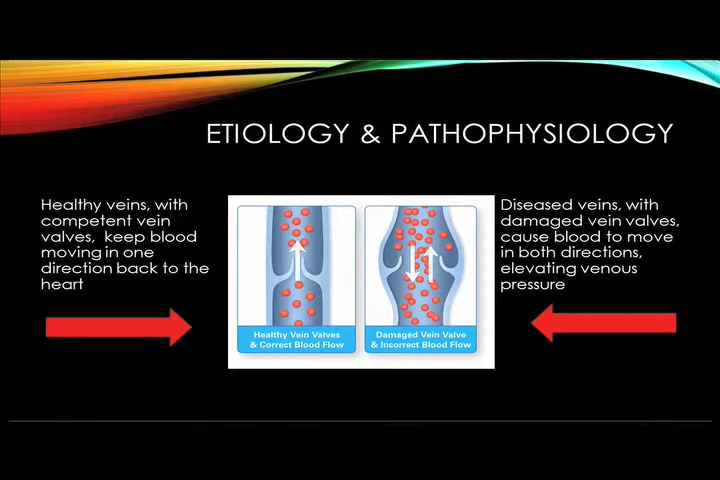 ETIOLOGY & PATHOPHYSIOLOGY
Healthy veins, with
competent vein
valves, keep blood
moving in one
direction back to the
heart
Healthy Vein Valves
& Correct Blood Flow
Damaged Vein Valve
& Incorrect Blood Flow
Diseased veins, with
damaged vein valves,
cause blood to move
in both directions,
elevating venous
pressure